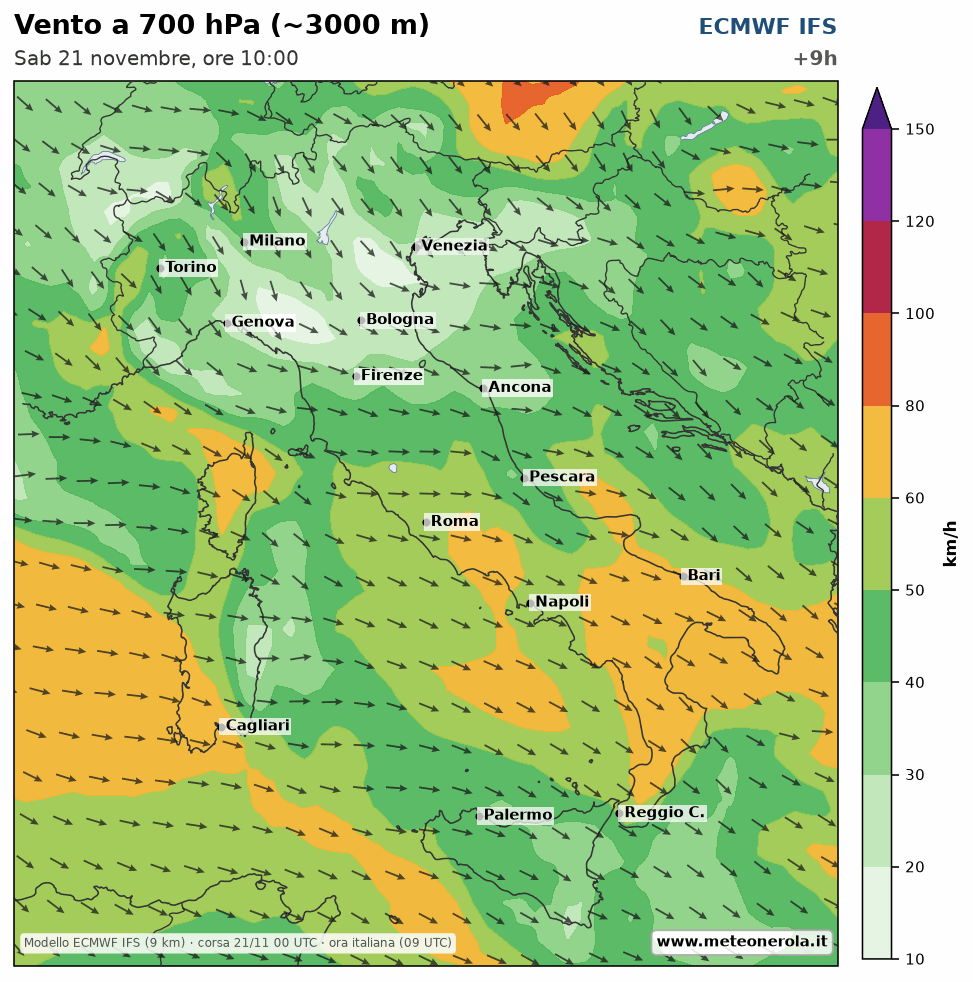 Vento a 700 hPa (~3000 m)
ECMWF IFS
Sab 21 novembre, ore 10:00
+9h
Milano
Venezia
Torino
Genova
Bologna
Firenze
Ancona
Pescara
Roma
Bari
Napoli
Cagliari
Palermo
Reggio C.
150
120
100
80
60
50
40
30
20
10
km/h
Modello ECMWF IFS (9 km) · corsa 21/11 00 UTC · ora italiana (09 UTC)
www.meteonerola.it